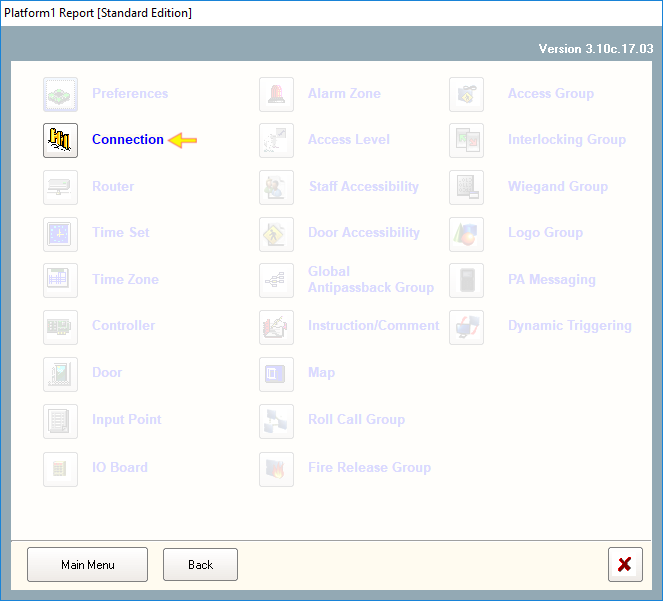 Platform1 Report [Standard Edition]
Version 3.10c.17.03
Preferences
Connection
Router
Time Set
Time Zone
Controller
Door
Input Point
IO Board
Alarm Zone
Access Level
Staff Accessibility
Door Accessibility
Global
Antipassback Group
Instruction/Comment
Map
Roll Call Group
Fire Release Group
Access Group
Interlocking Group
Wiegand Group
Logo Group
PA Messaging
Dynamic Triggering
Main Menu
Back